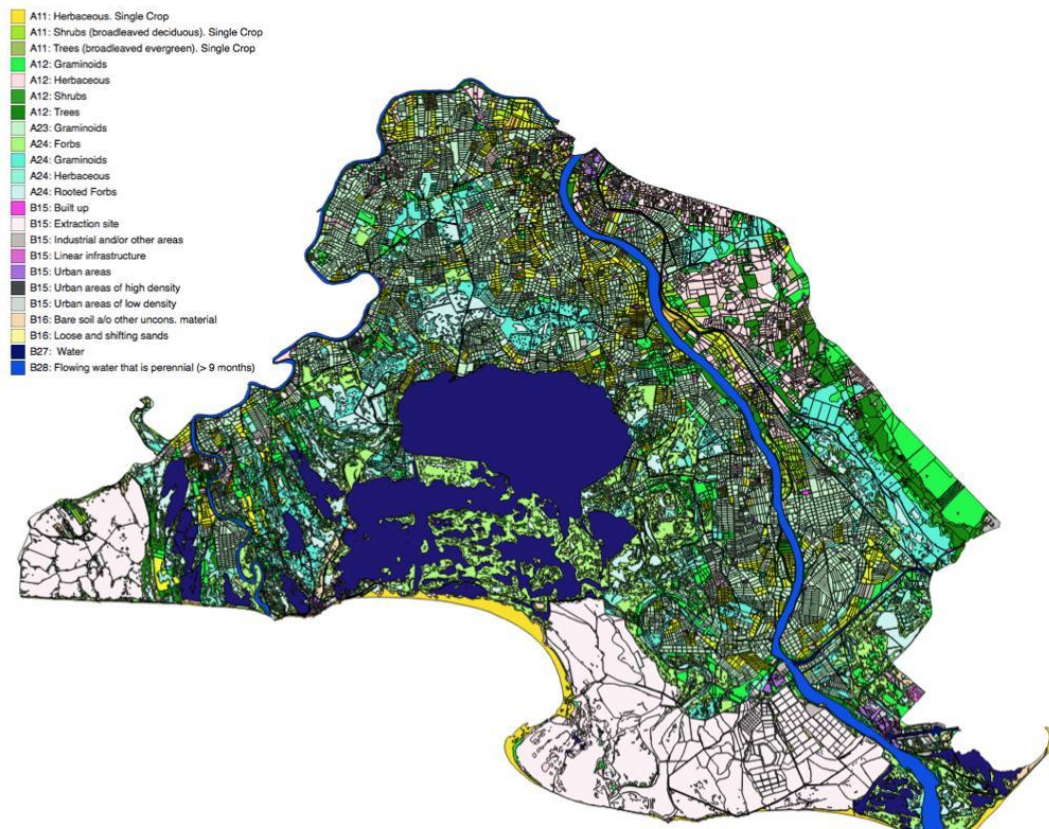 A11: Herbaceous. Single Crop
A11: Shrubs (broadleaved deciduous). Single Crop
A11: Trees (broadleaved evergreen). Single Crop
A12: Graminoids
A12: Herbaceous
A12: Shrubs
A12: Trees
A23: Graminoids
A24: Forbs
A24: Graminoids
A24: Herbaceous
A24: Rooted Forbs
B15: Built up
B15: Extraction site
B15: Industrial and/or other areas
B15: Linear infrastructure
B15: Urban areas
B15: Urban areas of high density
B15: Urban areas of low density
B16: Bare soil a/o other uncons. material
B16: Loose and shifting sands
B27: Water
B28: Flowing water that is perennial (> 9 months)